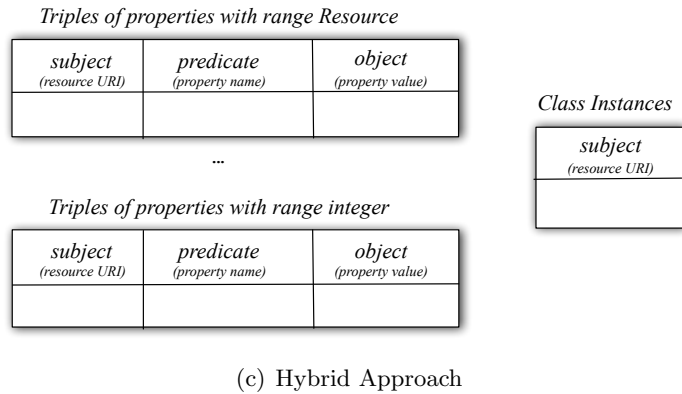 Triples of properties with range Resource
subject predicate object
(resource URI) (property name) (property value)
...
Triples of properties with range integer
subject predicate object
(resource URI) (property name) (property value)
Class Instances
subject
(resource URI)
(c) Hybrid Approach